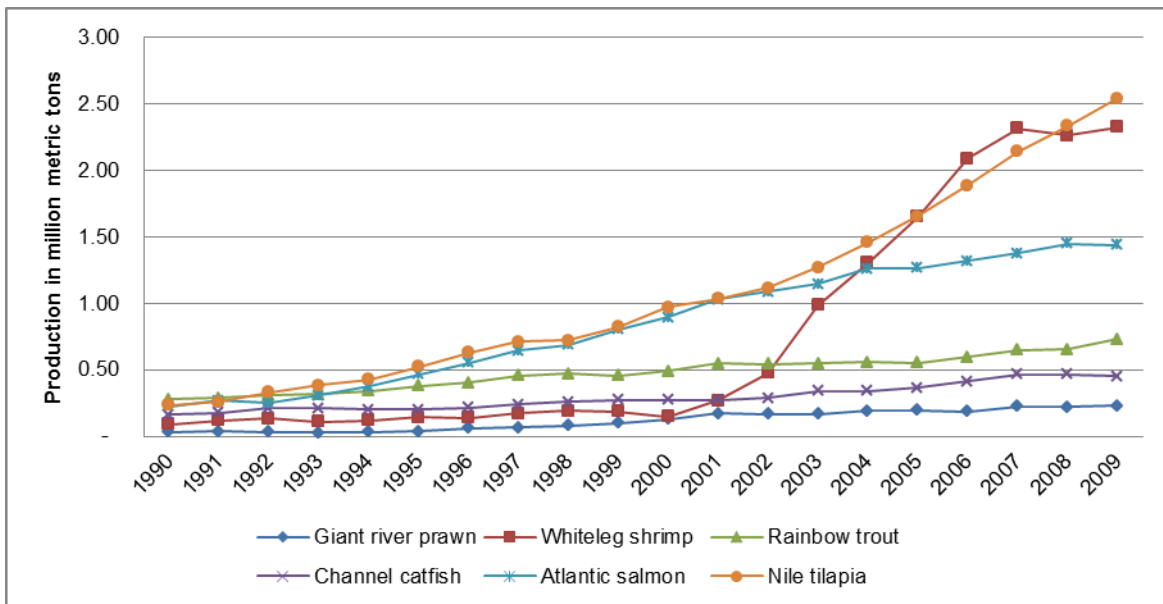 Production in million metric tons
3.00
2.50
2.00
1.50
1.00
0.50
-
1990 1991 1992 1993 1994 1995 1996 1997 1998 1999 2000 2001 2002 2003 2004 2005 2006 2007 2008 2009
Giant river prawn Whiteleg shrimp Rainbow trout
Channel catfish Atlantic salmon Nile tilapia